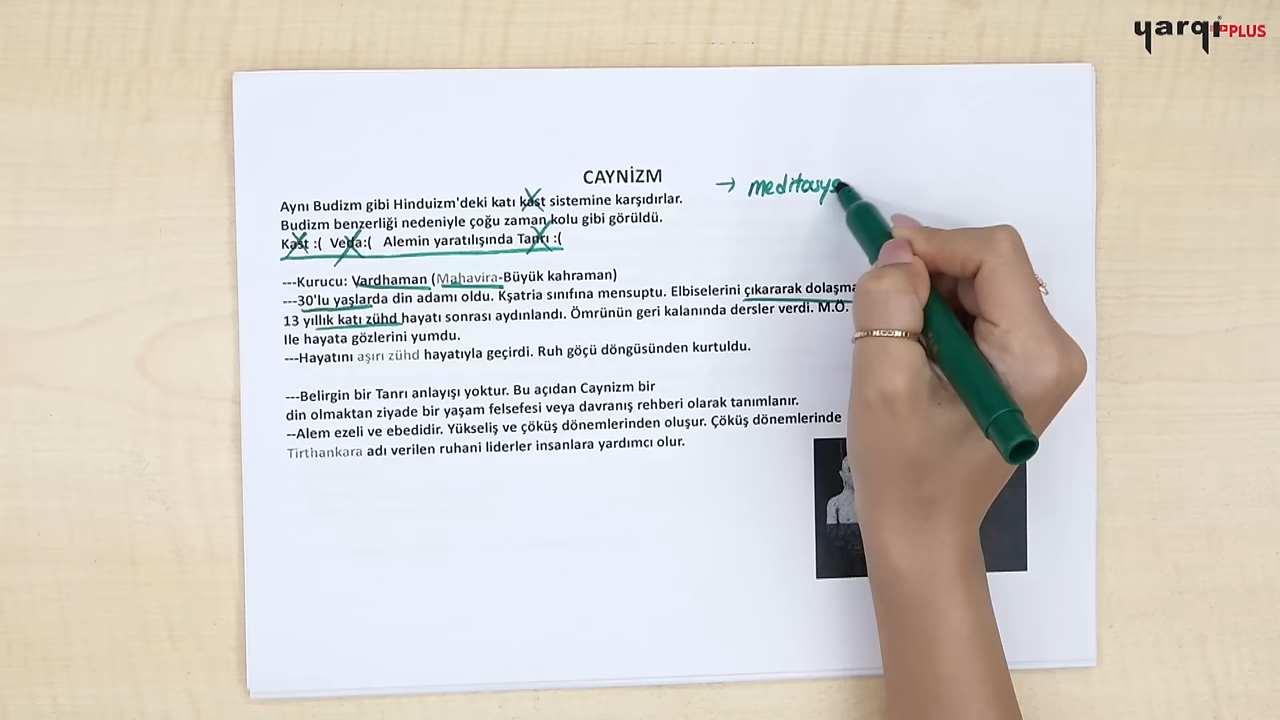 yarqı PLUS
CAYNİZM
→ meditasy
Aynı Budizm gibi Hinduizm'deki katı kast sistemine karşıdırlar.
Budizm benzerliği nedeniyle çoğu zaman kolu gibi görüldü.
Kast :( Veda:( Alemin yaratılışında Tanrı :(
---Kurucu: Vardhaman (Mahavira-Büyük kahraman)
---30'lu yaşlarda din adamı oldu. Kşatria sınıfına mensuptu. Elbiselerini çıkararak dolaşma
13 yıllık katı zühd hayatı sonrası aydınlandı. Ömrünün geri kalanında dersler verdi. M.Ö.
Ile hayata gözlerini yumdu.
---Hayatını aşırı zühd hayatıyla geçirdi. Ruh göçü döngüsünden kurtuldu.
---Belirgin bir Tanrı anlayışı yoktur. Bu açıdan Caynizm bir
din olmaktan ziyade bir yaşam felsefesi veya davranış rehberi olarak tanımlanır.
--Alem ezeli ve ebedidir. Yükseliş ve çöküş dönemlerinden oluşur. Çöküş dönemlerinde
Tirthankara adı verilen ruhani liderler insanlara yardımcı olur.